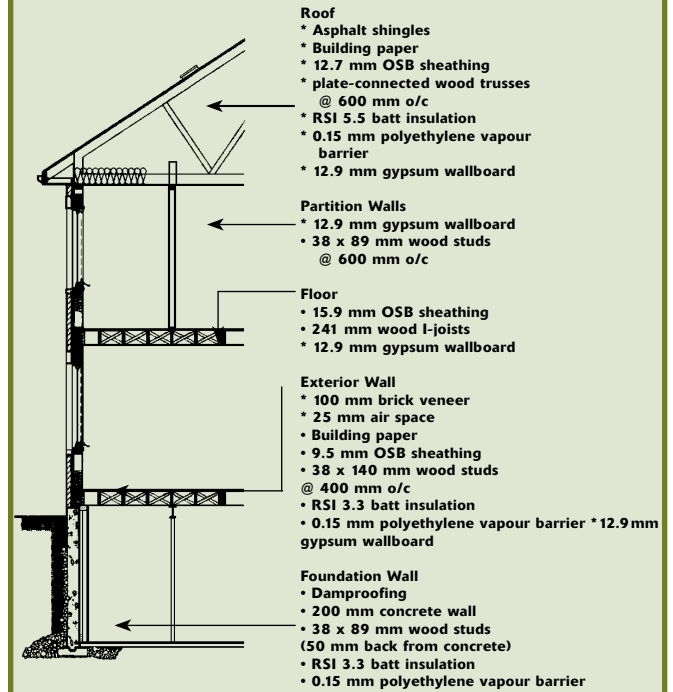 Roof
* Asphalt shingles
* Building paper
* 12.7 mm OSB sheathing
* plate-connected wood trusses
@ 600 mm o/c
* RSI 5.5 batt insulation
* 0.15 mm polyethylene vapour
barrier
* 12.9 mm gypsum wallboard
Partition Walls
* 12.9 mm gypsum wallboard
• 38 x 89 mm wood studs
@ 600 mm o/c
Floor
• 15.9 mm OSB sheathing
• 241 mm wood I-joists
* 12.9 mm gypsum wallboard
Exterior Wall
* 100 mm brick veneer
* 25 mm air space
• Building paper
• 9.5 mm OSB sheathing
• 38 x 140 mm wood studs
@ 400 mm o/c
• RSI 3.3 batt insulation
• 0.15 mm polyethylene vapour barrier * 12.9 mm
gypsum wallboard
Foundation Wall
• Damproofing
• 200 mm concrete wall
• 38 x 89 mm wood studs
(50 mm back from concrete)
• RSI 3.3 batt insulation
• 0.15 mm polyethylene vapour barrier